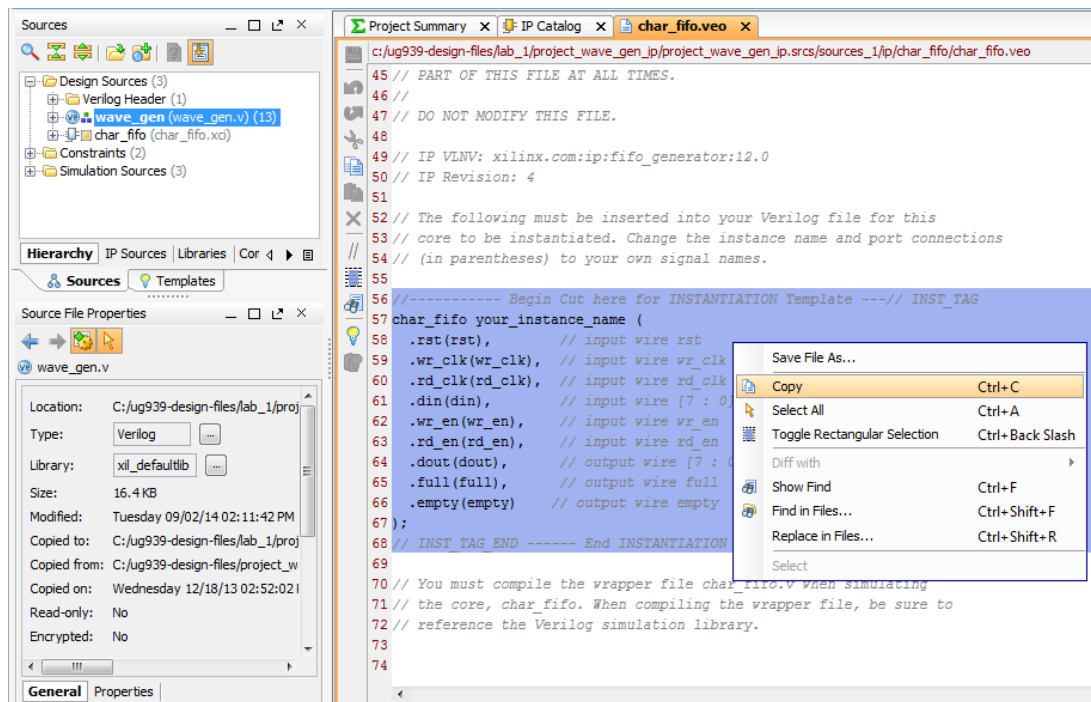 Sources
Design Sources (3)
Verilog Header (1)
wave_gen (wave_gen.v) (13)
char_fifo (char_fifo.xci)
Constraints (2)
Simulation Sources (3)
Hierarchy IP Sources Libraries Cor
Sources Templates
Source File Properties
wave_gen.v
Location: C:/ug939-design-files/lab_1/proj
Type: Verilog ...
Library: xil_defaultlib ...
Size: 16.4 KB
Modified: Tuesday 09/02/14 02:11:42 PM
Copied to: C:/ug939-design-files/lab_1/proj
Copied from: C:/ug939-design-files/project_w
Copied on: Wednesday 12/18/13 02:52:02
Read-only: No
Encrypted: No
General Properties
Project Summary IP Catalog char_fifo.veo
c:/ug939-design-files/lab_1/project_wave_gen_ip/project_wave_gen_ip.srcs/sources_1/ip/char_fifo/char_fifo.veo
45 // PART OF THIS FILE AT ALL TIMES.
46 //
47 // DO NOT MODIFY THIS FILE.
48
49 // IP VLNV: xilinx.com:ip:fifo_generator:12.0
50 // IP Revision: 4
51
52 // The following must be inserted into your Verilog file for this
53 // core to be instantiated. Change the instance name and port connections
54 // (in parentheses) to your own signal names.
55
56 //----------- Begin Cut here for INSTANTIATION Template ---// INST_TAG
57 char_fifo your_instance_name (
58 .rst(rst), // input wire rst
59 .wr_clk(wr_clk), // input wire wr_clk
60 .rd_clk(rd_clk), // input wire rd_clk
61 .din(din), // input wire [7 : 0]
62 .wr_en(wr_en), // input wire wr_en
63 .rd_en(rd_en), // input wire rd_en
64 .dout(dout), // output wire [7 : 0
65 .full(full), // output wire full
66 .empty(empty) // output wire empty
67 );
68 // INST_TAG_END ------ End INSTANTIATION
69
70 // You must compile the wrapper file char_fifo.v when simulating
71 // the core, char_fifo. When compiling the wrapper file, be sure to
72 // reference the Verilog simulation library.
73
74
Save File As...
Copy Ctrl+C
Select All Ctrl+A
Toggle Rectangular Selection Ctrl+Back Slash
Diff with
Show Find Ctrl+F
Find in Files... Ctrl+Shift+F
Replace in Files... Ctrl+Shift+R
Select